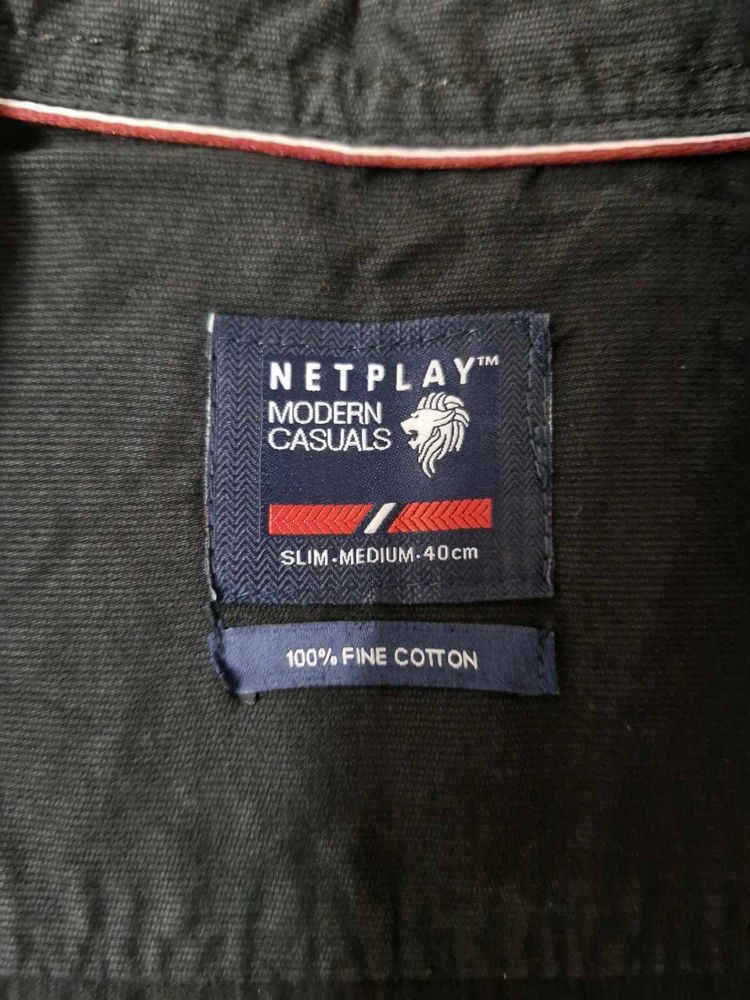 NETPLAY™
MODERN
CASUALS
SLIM-MEDIUM-40cm
100% FINE COTTON